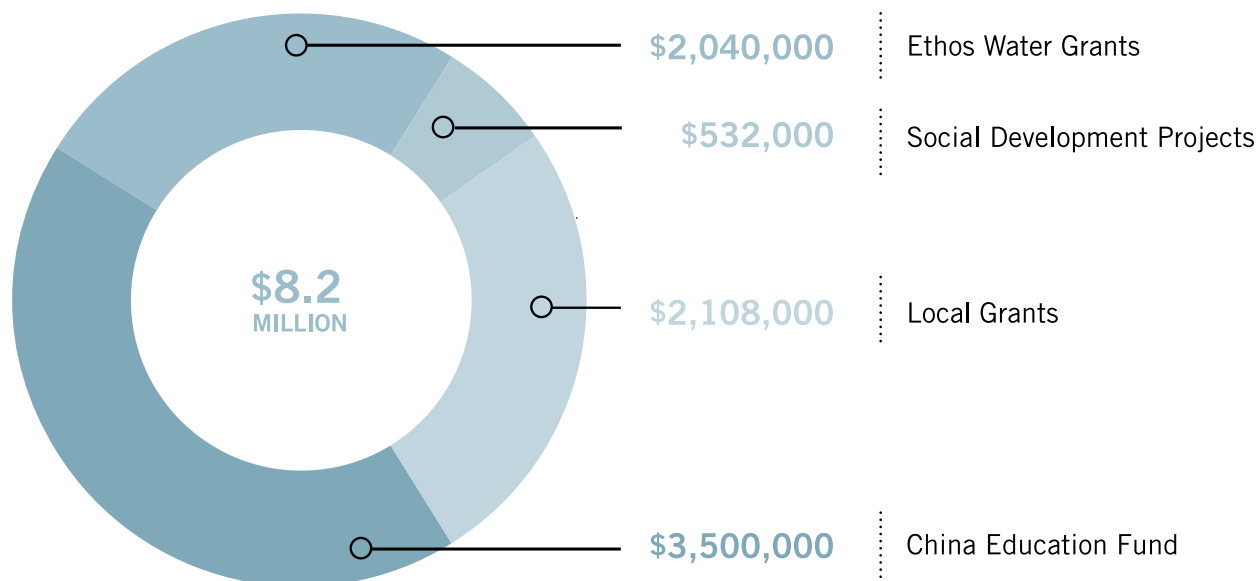 $2,040,000 Ethos Water Grants
$532,000 Social Development Projects
$8.2
MILLION
$2,108,000 Local Grants
$3,500,000 China Education Fund